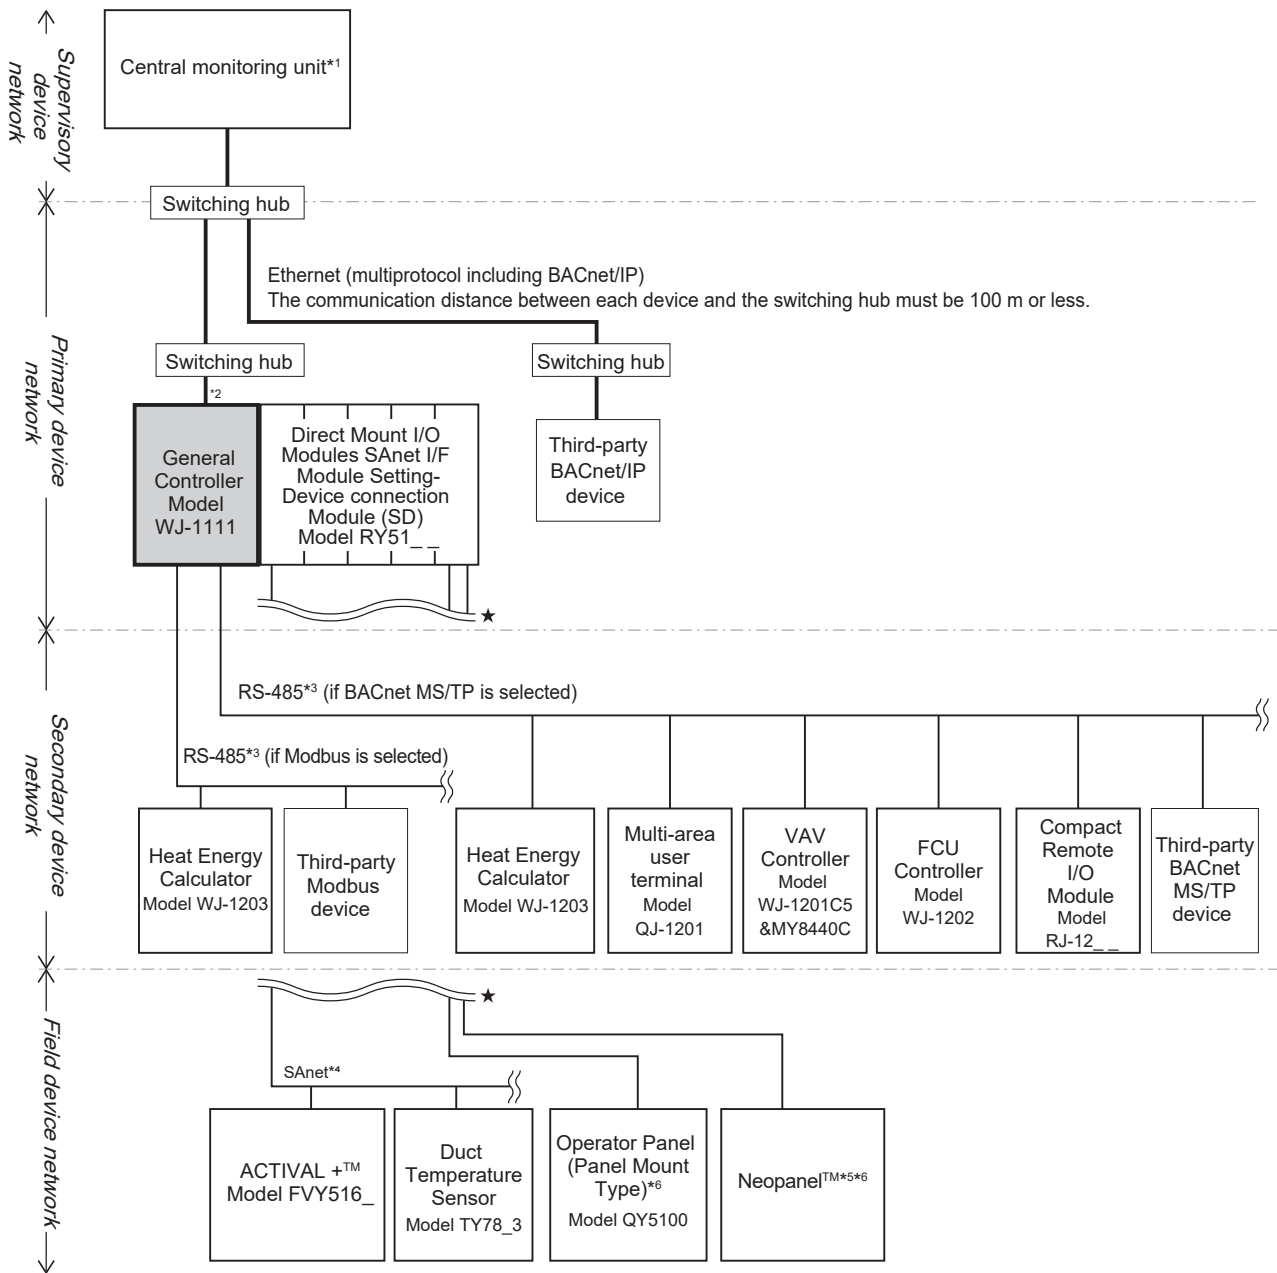 Supervisory
device
network
Central monitoring unit*1
Switching hub
Primary device
network
Ethernet (multiprotocol including BACnet/IP)
The communication distance between each device and the switching hub must be 100 m or less.
Switching hub
Switching hub
*2
General
Controller
Model
WJ-1111
Direct Mount I/O
Modules SAnet I/F
Module Setting-
Device connection
Module (SD)
Model RY51_ _
Third-party
BACnet/IP
device
★
Secondary device
network
RS-485*3 (if BACnet MS/TP is selected)
RS-485*3 (if Modbus is selected)
Heat Energy
Calculator
Model WJ-1203
Third-party
Modbus
device
Heat Energy
Calculator
Model WJ-1203
Multi-area
user
terminal
Model
QJ-1201
VAV
Controller
Model
WJ-1201C5
&MY8440C
FCU
Controller
Model
WJ-1202
Compact
Remote
I/O
Module
Model
RJ-12_ _
Third-party
BACnet
MS/TP
device
★
Field device network
SAnet*4
ACTIVAL +TM
Model FVY516_
Duct
Temperature
Sensor
Model TY78_3
Operator Panel
(Panel Mount
Type)*6
Model QY5100
NeopanelTM*5*6